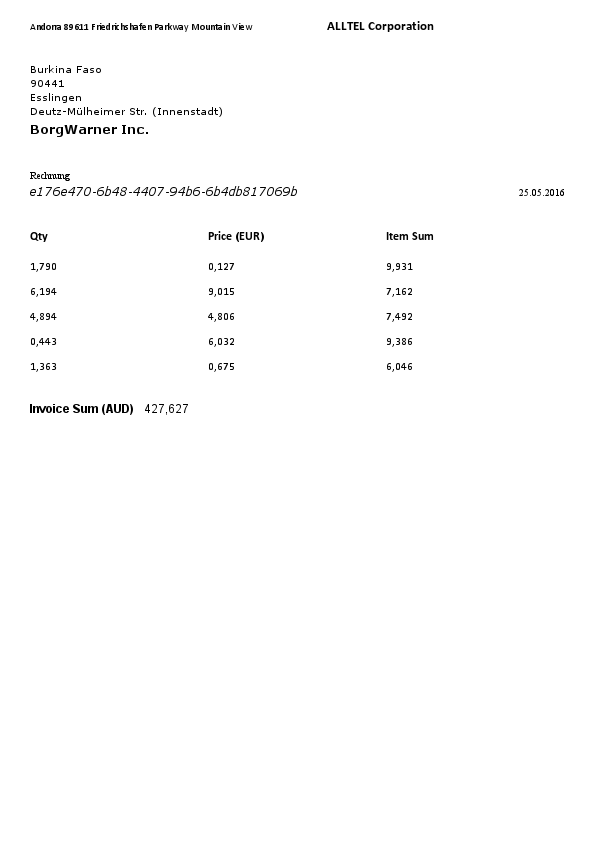 Andorra 89611 Friedrichshafen Parkway Mountain View ALLTEL Corporation
Burkina Faso
90441
Esslingen
Deutz-Mülheimer Str. (Innenstadt)
BorgWarner Inc.
Rechnung
e176e470-6b48-4407-94b6-6b4db817069b 25.05.2016
Qty Price (EUR) Item Sum
1,790 0,127 9,931
6,194 9,015 7,162
4,894 4,806 7,492
0,443 6,032 9,386
1,363 0,675 6,046
Invoice Sum (AUD) 427,627